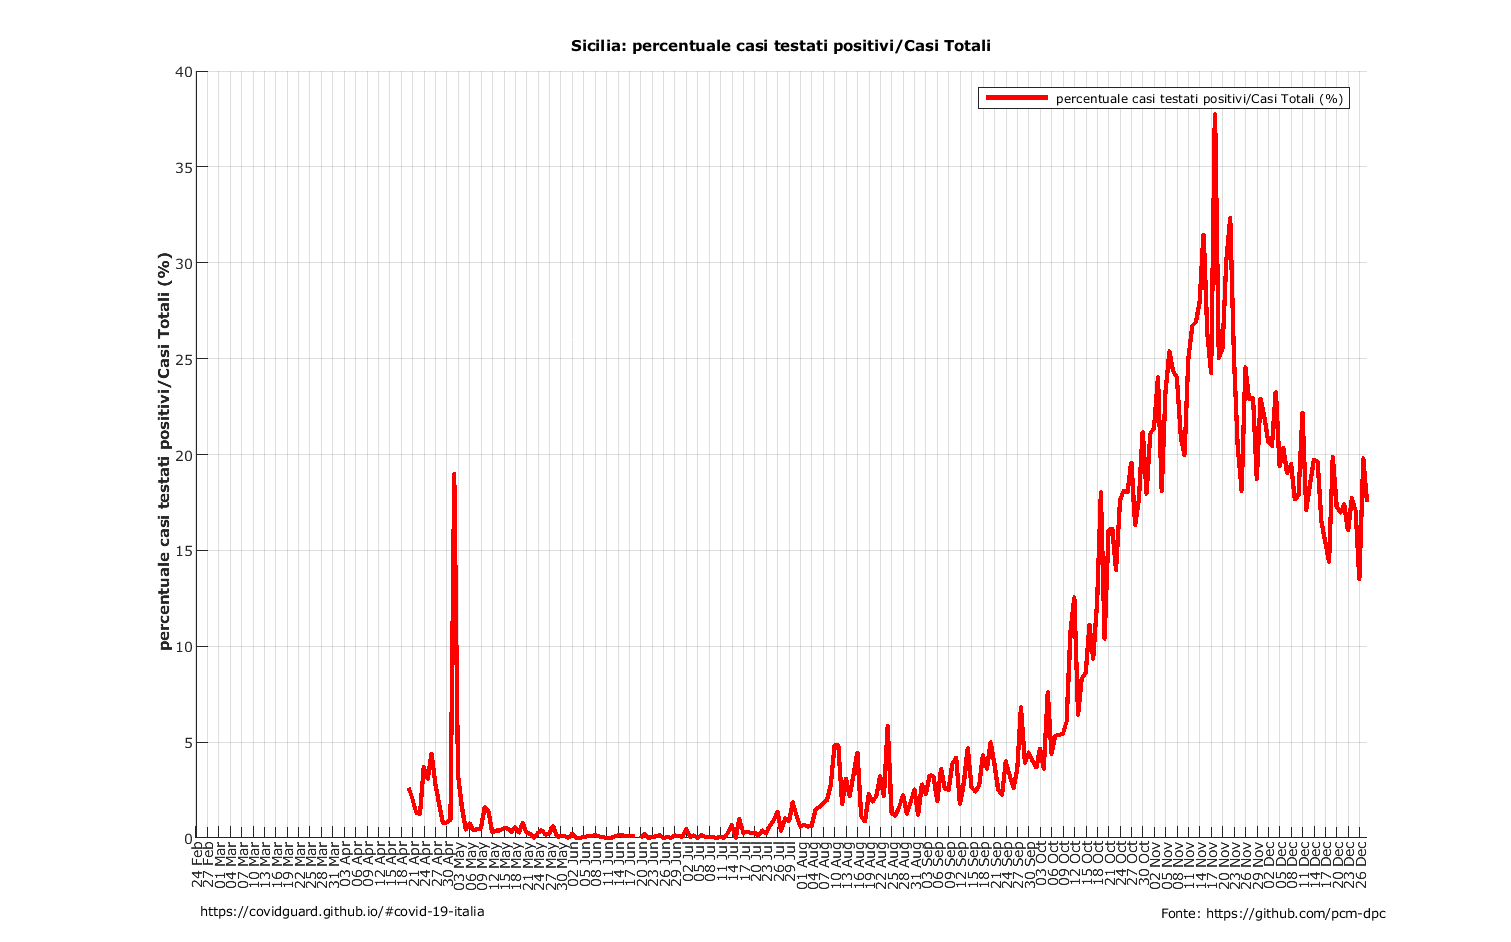 Sicilia: percentuale casi testati positivi/Casi Totali
percentuale casi testati positivi/Casi Totali (%)
percentuale casi testati positivi/Casi Totali (%)
40
35
30
25
20
15
10
5
0
24 Feb
27 Feb
01 Mar
04 Mar
07 Mar
10 Mar
13 Mar
16 Mar
19 Mar
22 Mar
25 Mar
28 Mar
31 Mar
03 Apr
06 Apr
09 Apr
12 Apr
15 Apr
18 Apr
21 Apr
24 Apr
27 Apr
30 Apr
03 May
06 May
09 May
12 May
15 May
18 May
21 May
24 May
27 May
30 May
02 Jun
05 Jun
08 Jun
11 Jun
14 Jun
17 Jun
20 Jun
23 Jun
26 Jun
29 Jun
02 Jul
05 Jul
08 Jul
11 Jul
14 Jul
17 Jul
20 Jul
23 Jul
26 Jul
29 Jul
01 Aug
04 Aug
07 Aug
10 Aug
13 Aug
16 Aug
19 Aug
22 Aug
25 Aug
28 Aug
31 Aug
03 Sep
06 Sep
09 Sep
12 Sep
15 Sep
18 Sep
21 Sep
24 Sep
27 Sep
30 Sep
03 Oct
06 Oct
09 Oct
12 Oct
15 Oct
18 Oct
21 Oct
24 Oct
27 Oct
30 Oct
02 Nov
05 Nov
08 Nov
11 Nov
14 Nov
17 Nov
20 Nov
23 Nov
26 Nov
29 Nov
02 Dec
05 Dec
08 Dec
11 Dec
14 Dec
17 Dec
20 Dec
23 Dec
26 Dec
https://covidguard.github.io/#covid-19-italia
Fonte: https://github.com/pcm-dpc